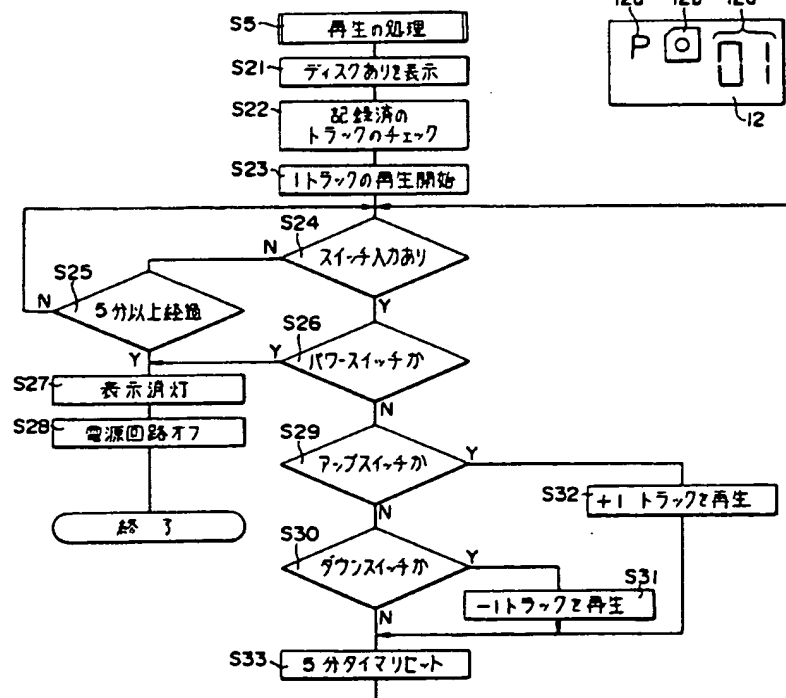 S5
再生の処理
S21
ディスクありを表示
S22
記録済の
トラックのチェック
S23
1トラックの再生開始
S24
スイッチ入力あり
N
Y
S25
5分以上経過
N
Y
S26
パワースイッチか
Y
N
S27
表示消灯
S28
電源回路オフ
終了
S29
アップスイッチか
Y
N
S32
+1 トラックを再生
S30
ダウンスイッチか
Y
N
S31
-1トラックを再生
S33
5分タイマリセット
P
12